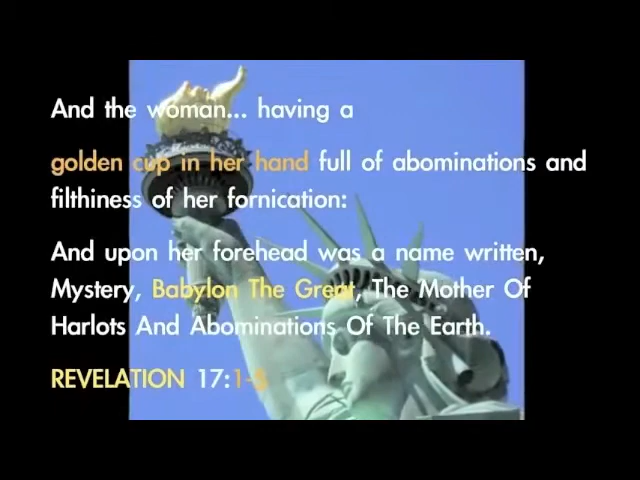 And the woman... having a
golden cup in her hand full of abominations and
filthiness of her fornication:
And upon her forehead was a name written,
Mystery, Babylon The Great, The Mother Of
Harlots And Abominations Of The Earth.
REVELATION 17:1-5